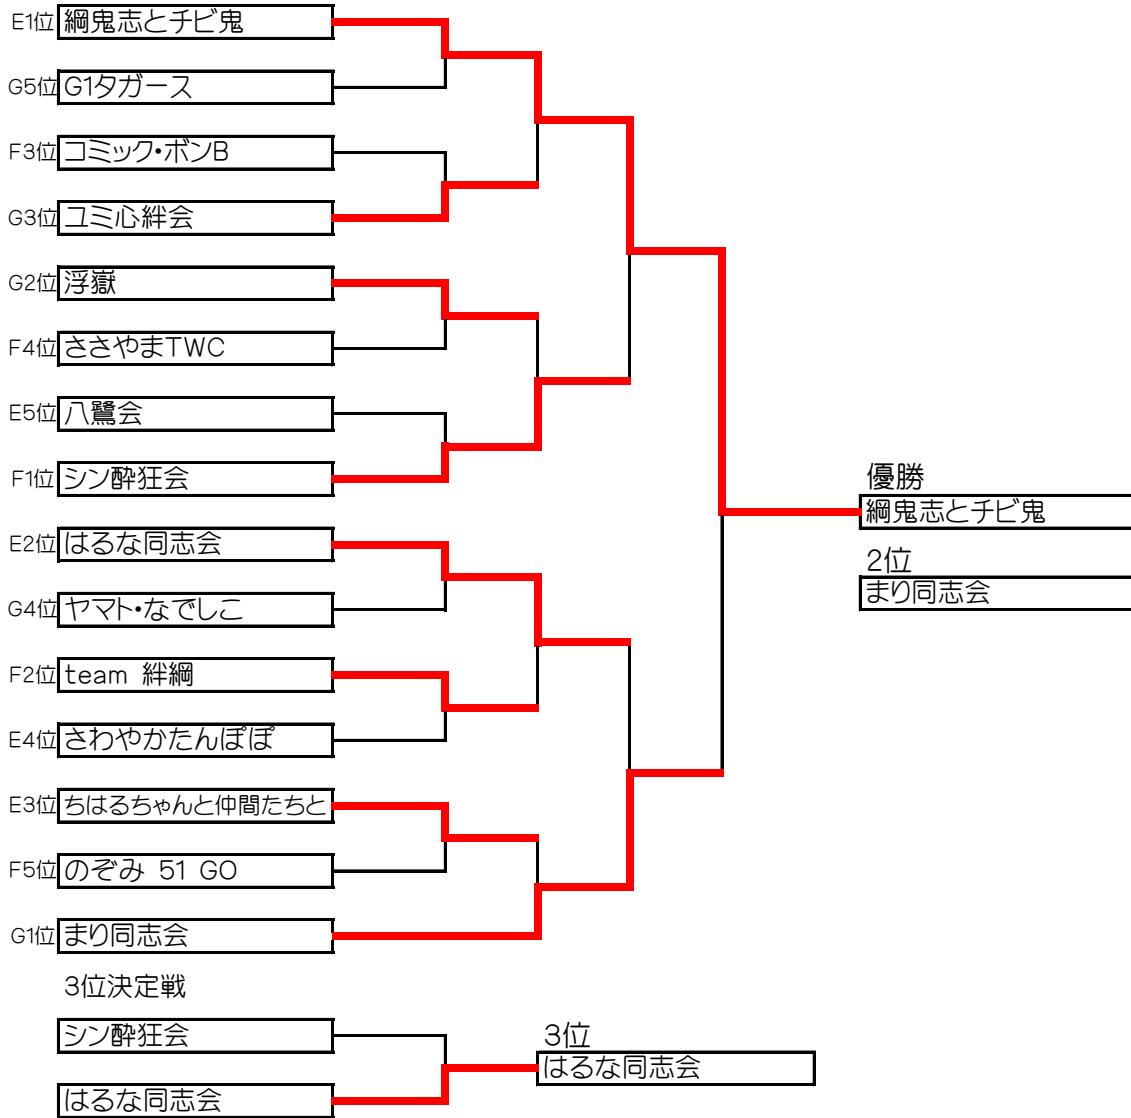 E1位 綱鬼志とチビ鬼
G5位 G1タガース
F3位 コミック・ボンB
G3位 ユミ心絆会
G2位 浮嶽
F4位 ささやまTWC
E5位 八鷺会
F1位 シン酔狂会
E2位 はるな同志会
G4位 ヤマト・なでしこ
F2位 team 絆綱
E4位 さわやかたんぽぽ
E3位 ちはるちゃんと仲間たちと
F5位 のぞみ 51 GO
G1位 まり同志会
優勝
綱鬼志とチビ鬼
2位
まり同志会
3位決定戦
シン酔狂会
はるな同志会
3位
はるな同志会